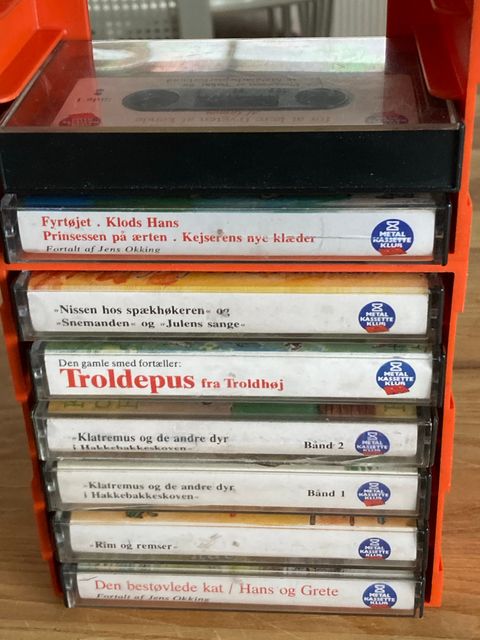 Fyrtøjet . Klods Hans
Prinsessen på ærten . Kejserens nye klæder
Fortalt af Jens Okking
METAL
KASSETTE
KLUB
»Nissen hos spækhøkeren« og
»Snemanden« og »Julens sange«
METAL
KASSETTE
KLUB
Den gamle smed fortæller:
Troldepus fra Troldhøj
METAL
KASSETTE
KLUB
»Klatremus og de andre dyr
i Hakkebakkeskoven«
Bånd 2
METAL
KASSETTE
KLUB
»Klatremus og de andre dyr
i Hakkebakkeskoven«
Bånd 1
METAL
KASSETTE
KLUB
»Rim og remser«
METAL
KASSETTE
KLUB
Den bestøvlede kat / Hans og Grete
Fortalt af Jens Okking
METAL
KASSETTE
KLUB